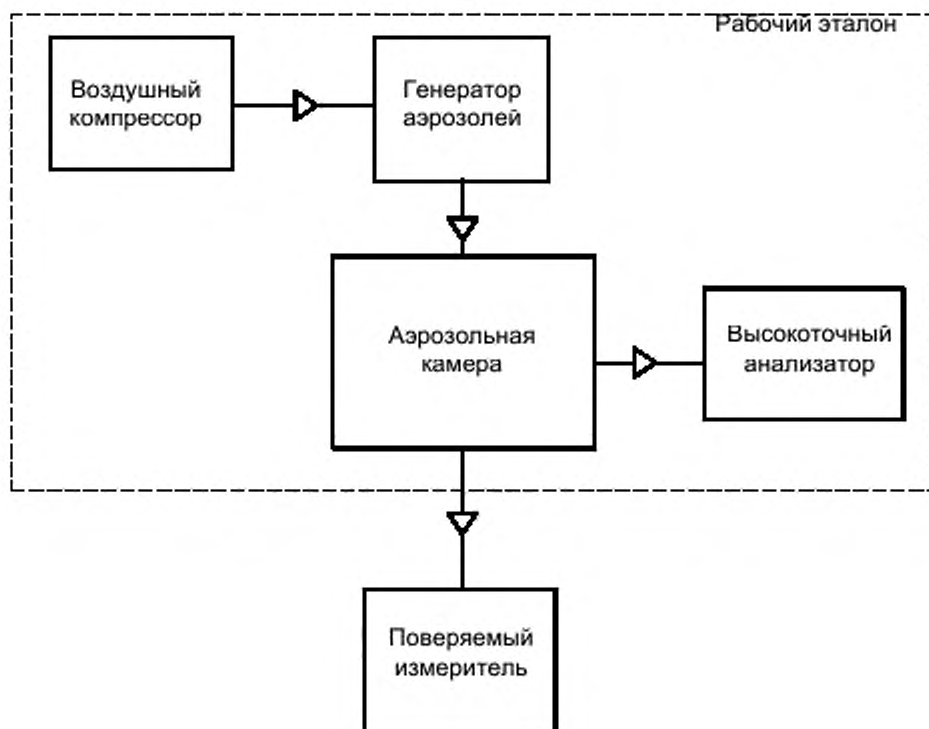 Рабочий эталон
Воздушный
компрессор
Генератор
аэрозолей
Аэрозольная
камера
Высокоточный
анализатор
Поверяемый
измеритель